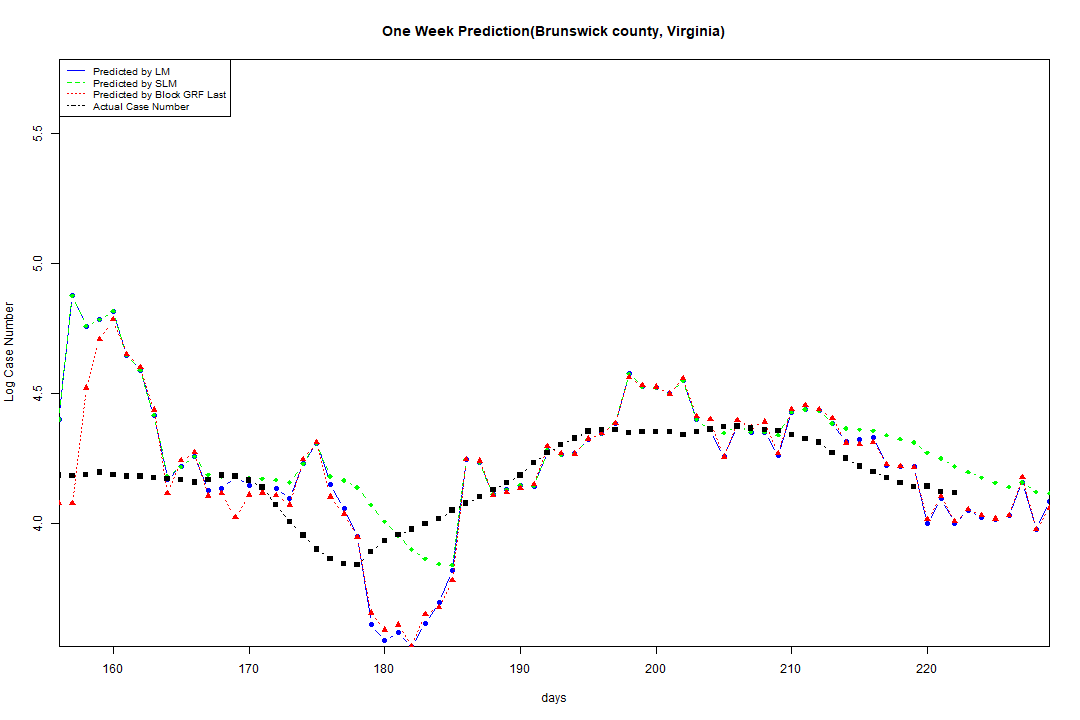 One Week Prediction(Brunswick county, Virginia)
Predicted by LM
Predicted by SLM
Predicted by Block GRF Last
Actual Case Number
5.5
5.0
4.5
4.0
Log Case Number
160 170 180 190 200 210 220
days